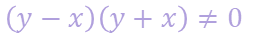 (y − x)(y + x) ≠ 0